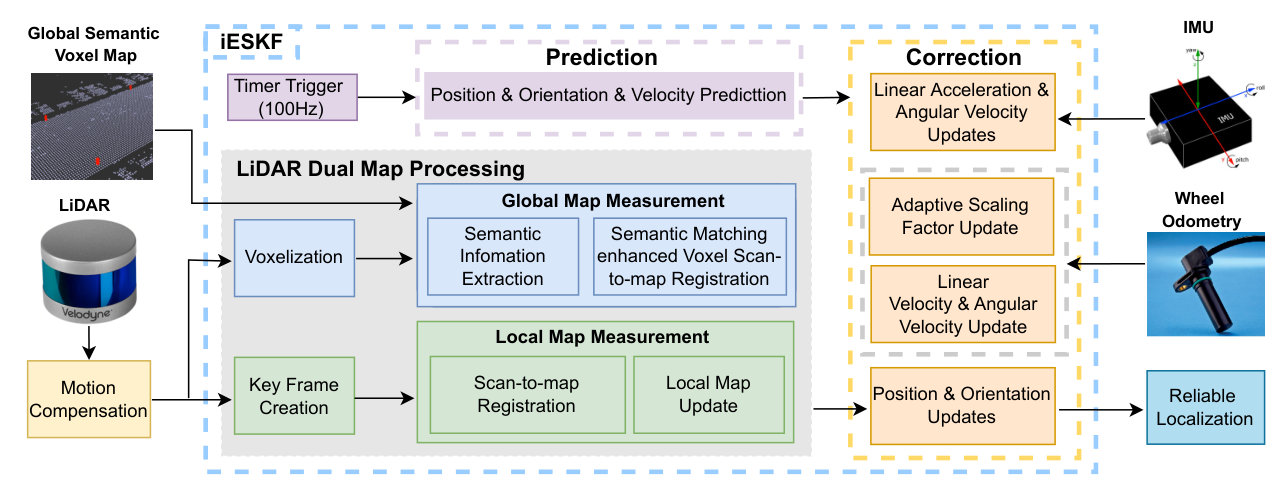 Global Semantic
Voxel Map
LiDAR
Velodyne
Motion
Compensation
iESKF
Timer Trigger
(100Hz)
Prediction
Position & Orientation & Velocity Predicttion
LiDAR Dual Map Processing
Voxelization
Global Map Measurement
Semantic
Infomation
Extraction
Semantic Matching
enhanced Voxel Scan-
to-map Registration
Key Frame
Creation
Local Map Measurement
Scan-to-map
Registration
Local Map
Update
Correction
Linear Acceleration &
Angular Velocity
Updates
Adaptive Scaling
Factor Update
Linear
Velocity & Angular
Velocity Update
Position & Orientation
Updates
IMU
yaw
z
roll
x
IMU
Y
pitch
Wheel
Odometry
Reliable
Localization